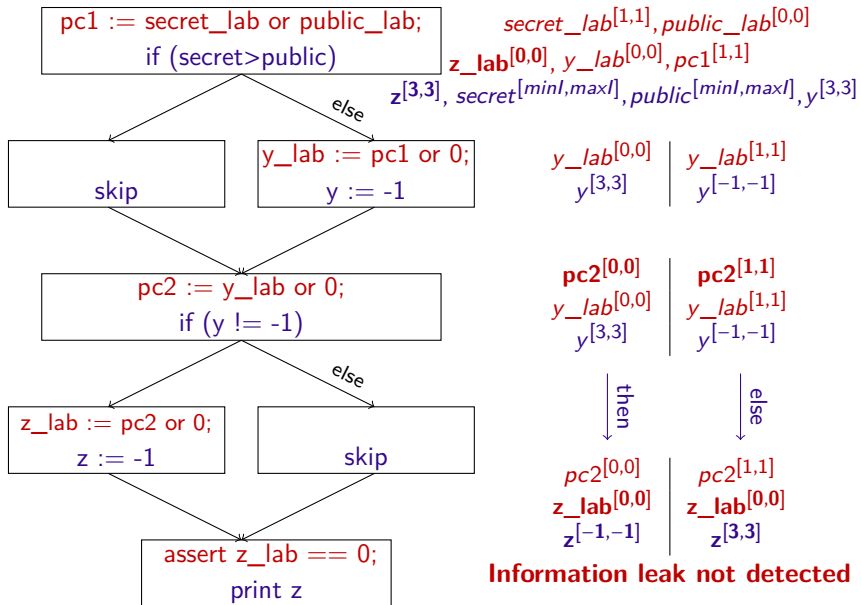 pc1 := secret_lab or public_lab;
if (secret>public)
secret_lab[1,1], public_lab[0,0]
z_lab[0,0], y_lab[0,0], pc1[1,1]
z[3,3], secret[minI,maxI], public[minI,maxI], y[3,3]
else
skip
y_lab := pc1 or 0;
y := -1
y_lab[0,0] y_lab[1,1]
y[3,3] y[−1,−1]
pc2 := y_lab or 0;
if (y != -1)
pc2[0,0] pc2[1,1]
y_lab[0,0] y_lab[1,1]
y[3,3] y[−1,−1]
else
then
else
z_lab := pc2 or 0;
z := -1
skip
pc2[0,0] pc2[1,1]
z_lab[0,0] z_lab[0,0]
z[−1,−1] z[3,3]
assert z_lab == 0;
print z
Information leak not detected